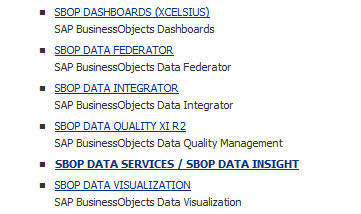 SBOP DASHBOARDS (XCELSIUS)
SAP BusinessObjects Dashboards
SBOP DATA FEDERATOR
SAP BusinessObjects Data Federator
SBOP DATA INTEGRATOR
SAP BusinessObjects Data Integrator
SBOP DATA QUALITY XI R2
SAP BusinessObjects Data Quality Management
SBOP DATA SERVICES / SBOP DATA INSIGHT
SBOP DATA VISUALIZATION
SAP BusinessObjects Data Visualization